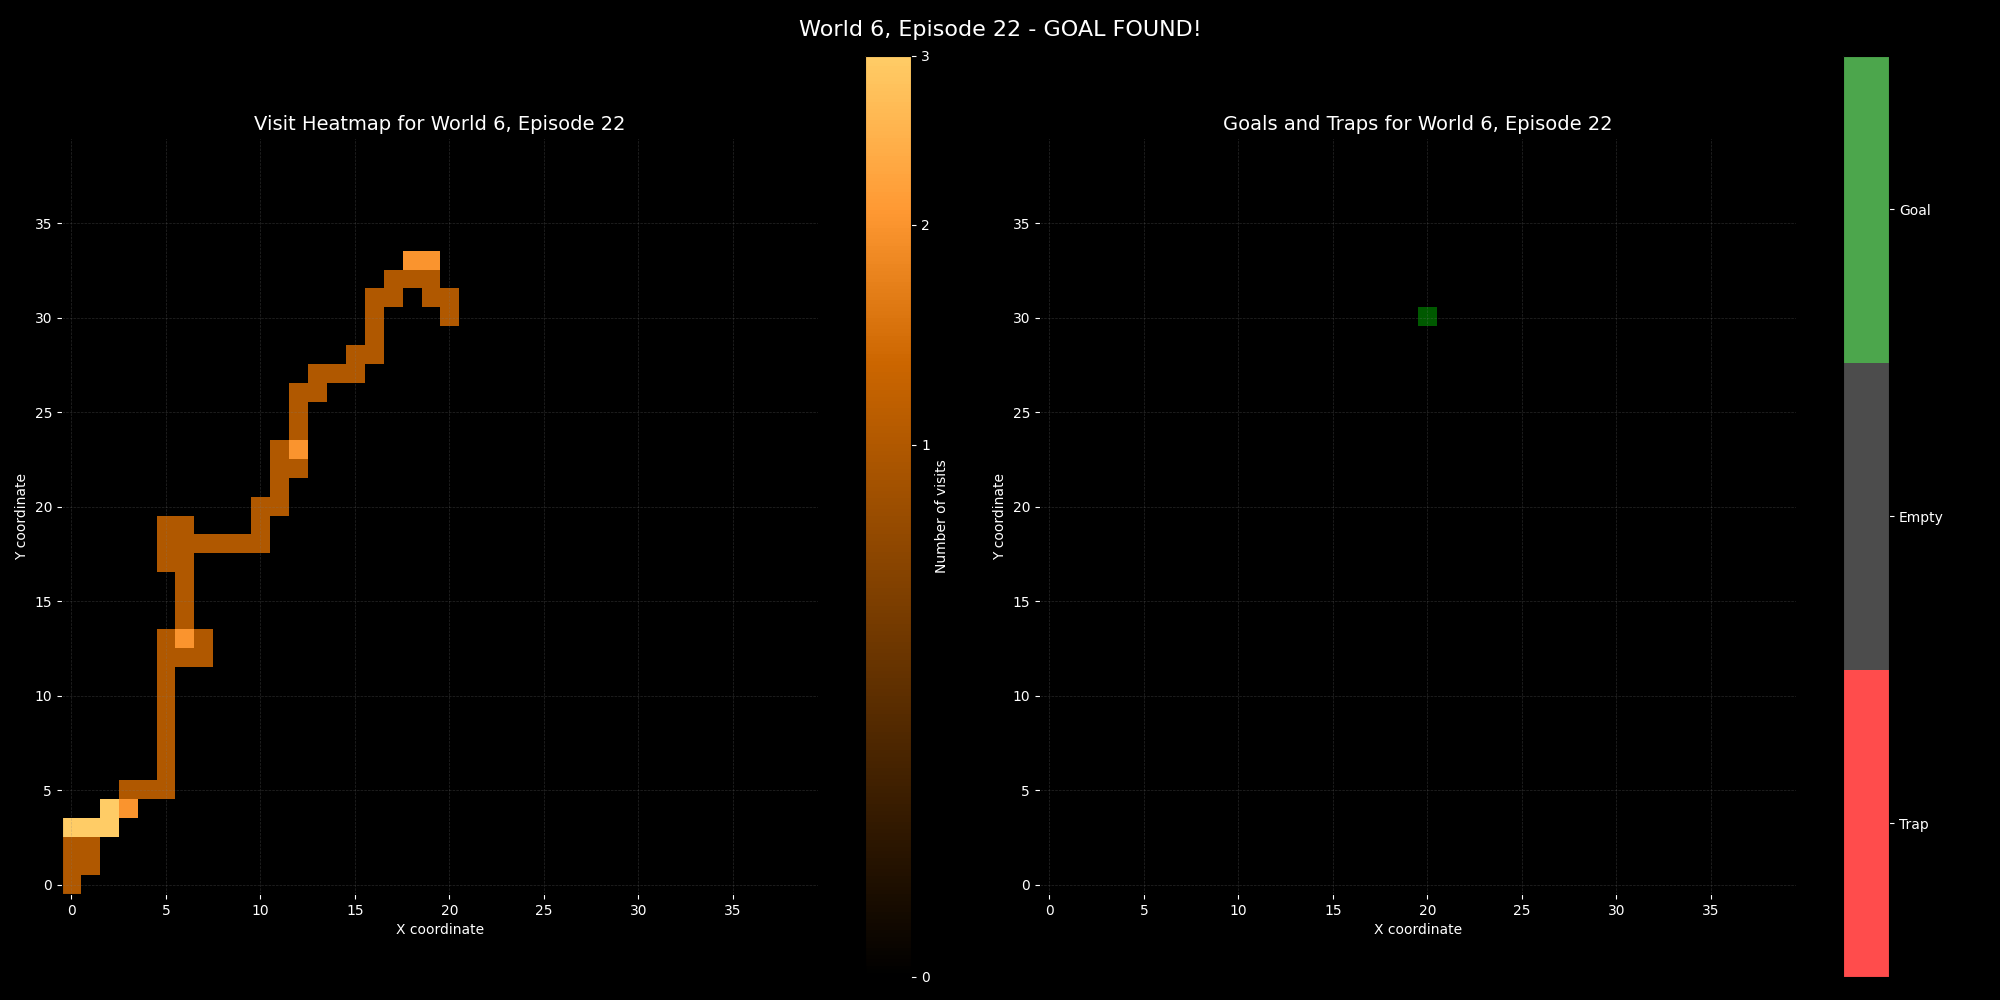 World 6, Episode 22 - GOAL FOUND!
Visit Heatmap for World 6, Episode 22
35
30
25
20
15
10
5
0
Y coordinate
0 5 10 15 20 25 30 35
X coordinate
3
2
1
0
Number of visits
Goals and Traps for World 6, Episode 22
35
30
25
20
15
10
5
0
Y coordinate
0 5 10 15 20 25 30 35
X coordinate
Goal
Empty
Trap